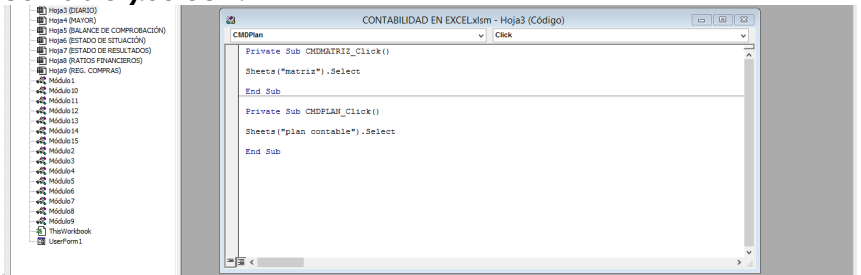 Hoja3 (DIARIO)
Hoja4 (MAYOR)
Hoja5 (BALANCE DE COMPROBACIÓN)
Hoja6 (ESTADO DE SITUACIÓN)
Hoja7 (ESTADO DE RESULTADOS)
Hoja8 (RATIOS FINANCIEROS)
Hoja9 (REG. COMPRAS)
Módulo1
Módulo10
Módulo11
Módulo12
Módulo13
Módulo14
Módulo15
Módulo2
Módulo3
Módulo4
Módulo5
Módulo6
Módulo7
Módulo8
Módulo9
ThisWorkbook
UserForm1
CONTABILIDAD EN EXCEL.xlsm - Hoja3 (Código)
CMDPlan
Click
Private Sub CMDMATRIZ_Click()
Sheets("matriz").Select
End Sub
Private Sub CMDPLAN_Click()
Sheets("plan contable").Select
End Sub